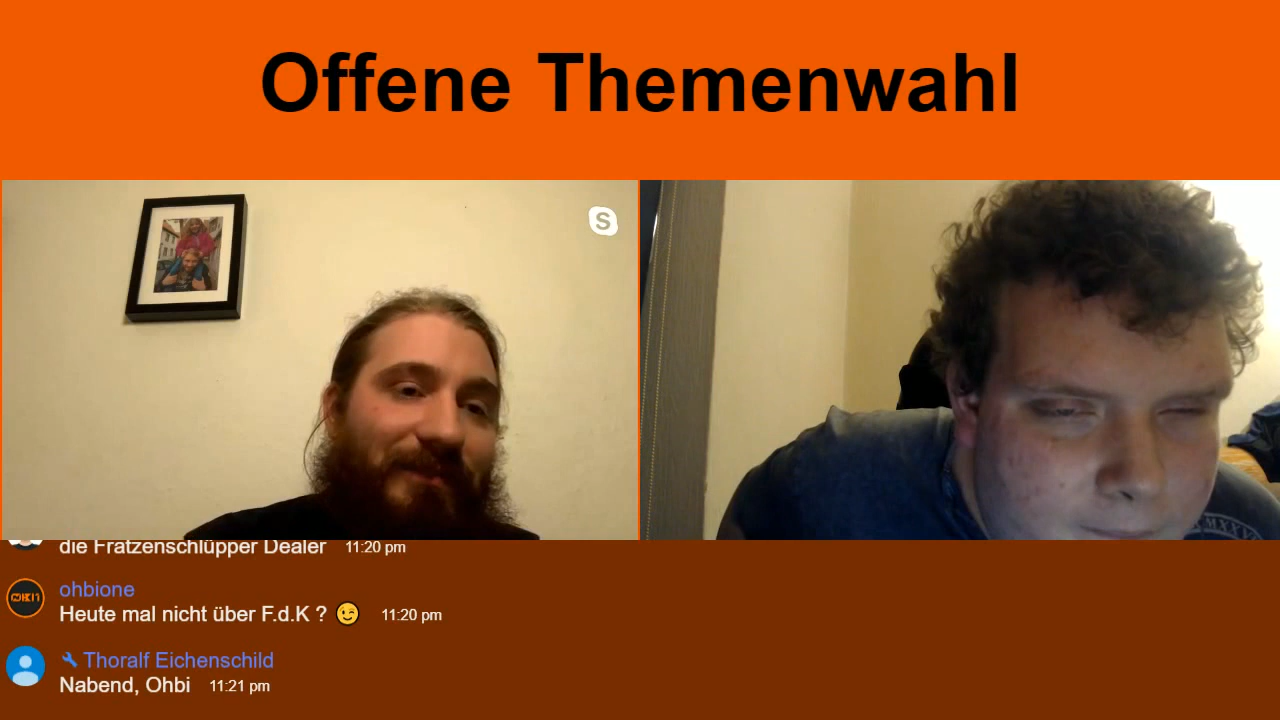 Offene Themenwahl
S
die Fratzenschlüpper Dealer 11:20 pm
ohbione
Heute mal nicht über F.d.K ? 😉 11:20 pm
Thoralf Eichenschild
Nabend, Ohbi 11:21 pm